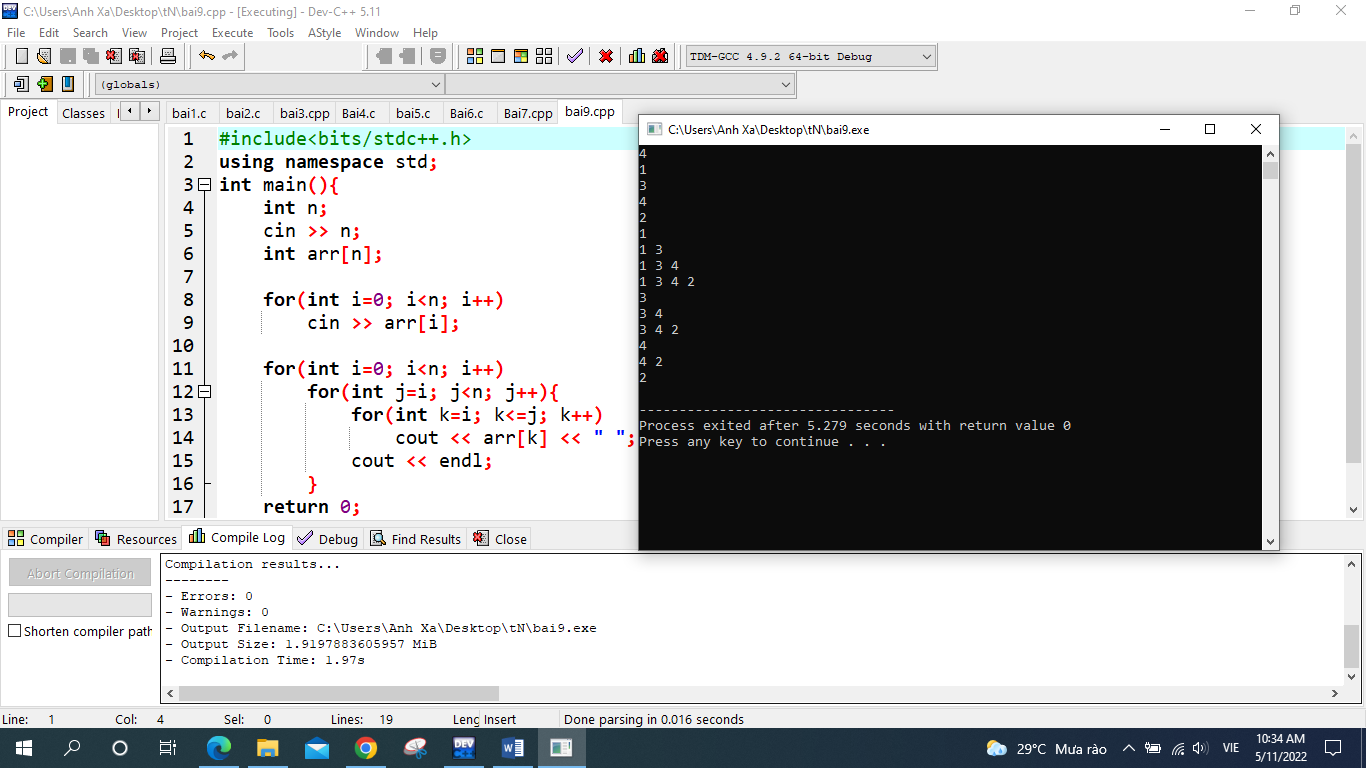 C:\Users\Anh Xa\Desktop\tN\bai9.cpp - [Executing] - Dev-C++ 5.11
File Edit Search View Project Execute Tools AStyle Window Help
TDM-GCC 4.9.2 64-bit Debug
(globals)
Project Classes
bai1.c bai2.c bai3.cpp Bai4.c bai5.c Bai6.c Bai7.cpp bai9.cpp
1 #include<bits/stdc++.h>
2 using namespace std;
3 int main(){
4 int n;
5 cin >> n;
6 int arr[n];
7
8 for(int i=0; i<n; i++)
9 cin >> arr[i];
10
11 for(int i=0; i<n; i++)
12 for(int j=i; j<n; j++){
13 for(int k=i; k<=j; k++)
14 cout << arr[k] << " ";
15 cout << endl;
16 }
17 return 0;
C:\Users\Anh Xa\Desktop\tN\bai9.exe
4
1
3
4
2
1
1 3
1 3 4
1 3 4 2
3
3 4
3 4 2
4
4 2
2
--------------------------------
Process exited after 5.279 seconds with return value 0
Press any key to continue . . .
Compiler Resources Compile Log Debug Find Results Close
Abort Compilation
Shorten compiler path
Compilation results...
--------
- Errors: 0
- Warnings: 0
- Output Filename: C:\Users\Anh Xa\Desktop\tN\bai9.exe
- Output Size: 1.9197883605957 MiB
- Compilation Time: 1.97s
Line: 1 Col: 4 Sel: 0 Lines: 19 Leng Insert Done parsing in 0.016 seconds
DEV
29°C Mưa rào
VIE
10:34 AM
5/11/2022